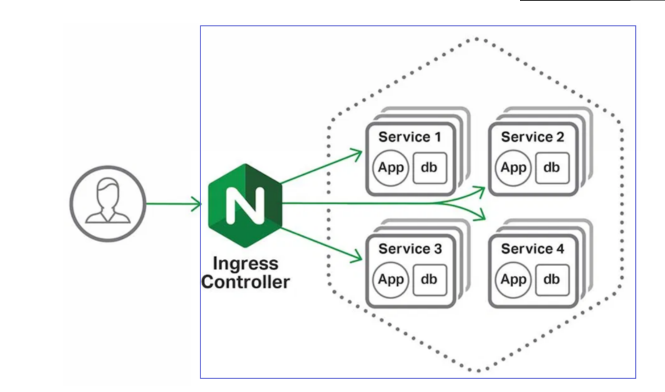 Service 1
App
db
Service 2
App
db
N
Ingress
Controller
Service 3
App
db
Service 4
App
db